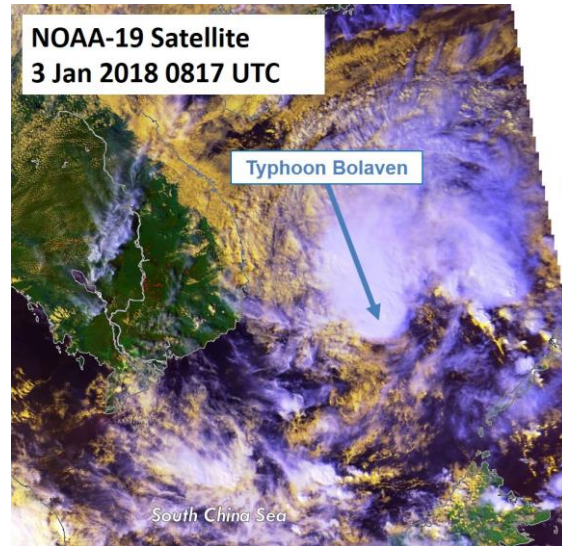 NOAA-19 Satellite
3 Jan 2018 0817 UTC
Typhoon Bolaven
South China Sea